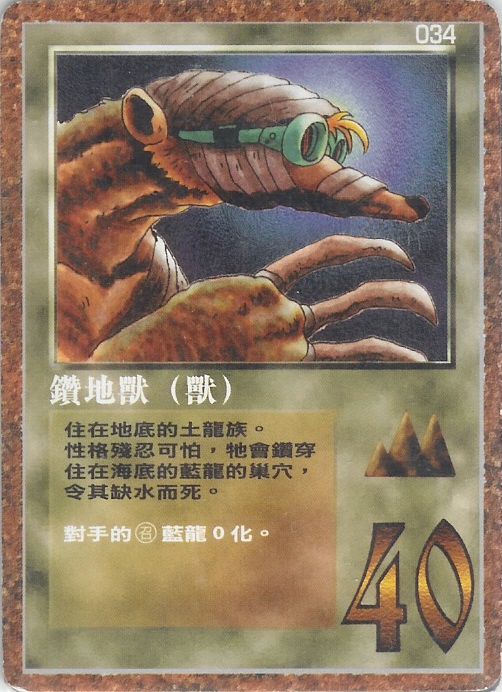 034
鑽地獸（獸）
住在地底的土龍族。
性格殘忍可怕，牠會鑽穿
住在海底的藍龍的巢穴，
令其缺水而死。
對手的㊁藍龍0化。
40